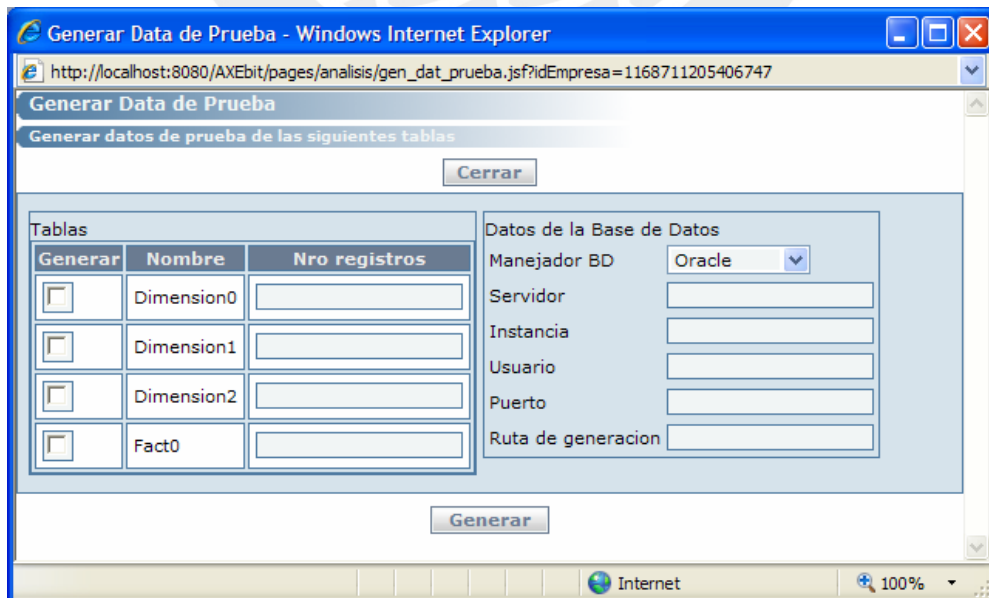 Generar Data de Prueba - Windows Internet Explorer
http://localhost:8080/AXEbit/pages/analisis/gen_dat_prueba.jsf?idEmpresa=1168711205406747
Generar Data de Prueba
Generar datos de prueba de las siguientes tablas
Cerrar
Tablas
Generar Nombre Nro registros
Dimension0
Dimension1
Dimension2
Fact0
Datos de la Base de Datos
Manejador BD Oracle
Servidor
Instancia
Usuario
Puerto
Ruta de generacion
Generar
Internet 100%